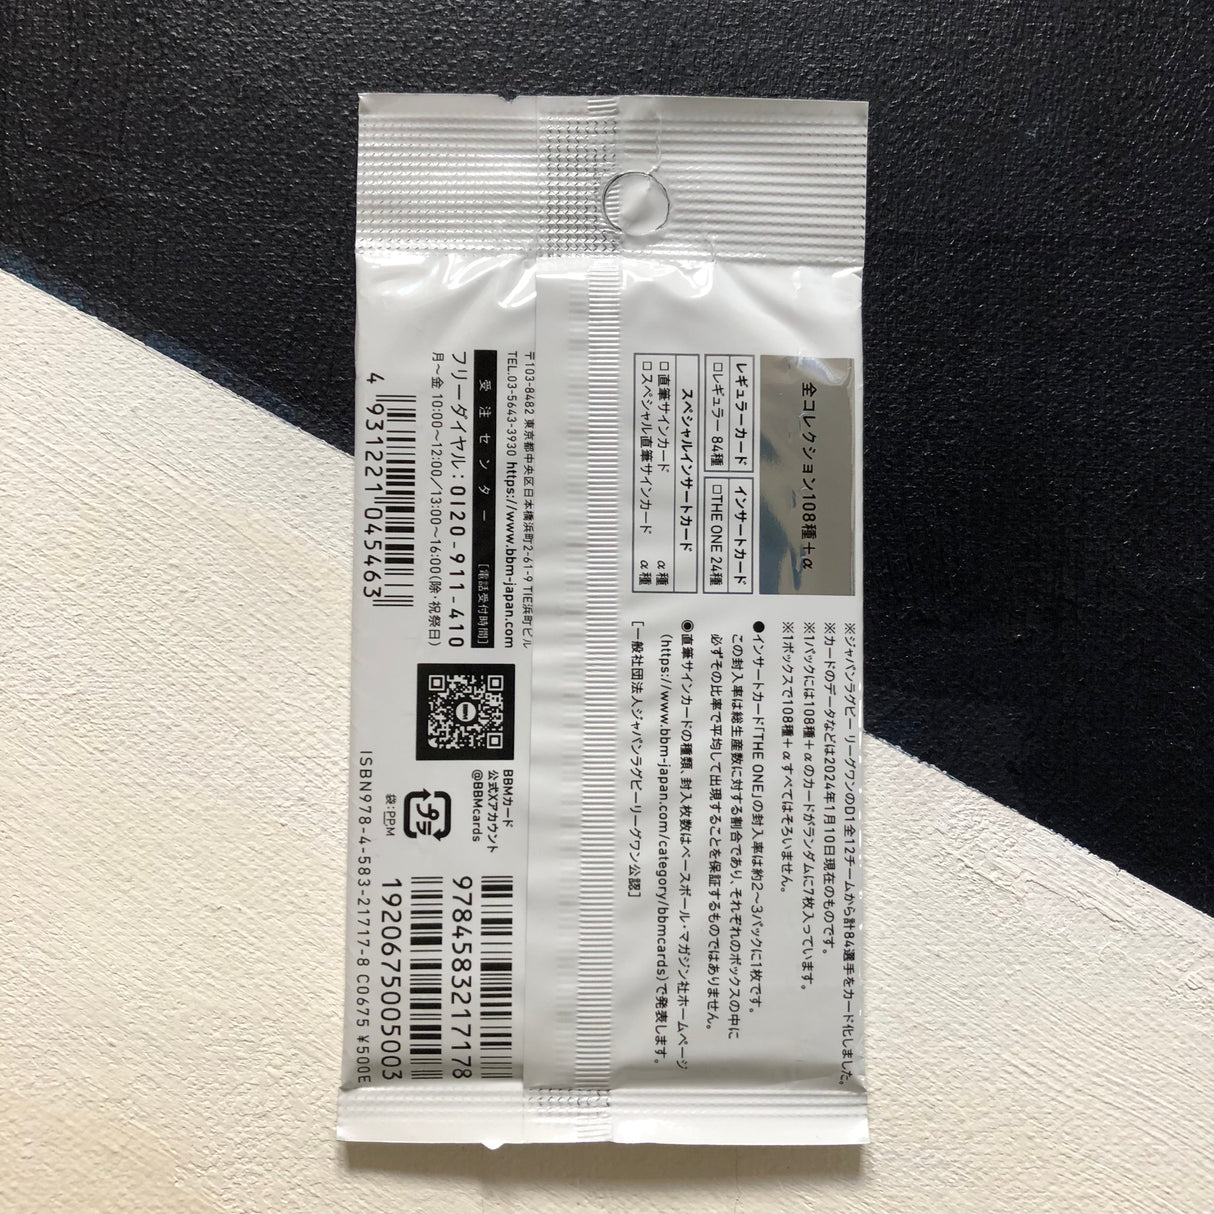 全コレクション108種+α
レギュラーカード
□レギュラー 84種
インサートカード
□THE ONE 24種
スペシャルインサートカード
□直筆サインカード α種
□スペシャル直筆サインカード α種
※ジャパンラグビー リーグワンのD1全12チームから計84選手をカード化しました。
※カードのデータなどは2024年1月10日現在のものです。
※1パックには108種+αのカードがランダムに7枚入っています。
※1ボックスで108種+αすべてはそろいません。
●インサートカード「THE ONE」の封入率は約2〜3パックに1枚です。
この封入率は総生産数に対する割合であり、それぞれのボックスの中に
必ずその比率で平均して出現することを保証するものではありません。
◉直筆サインカードの種類、封入枚数はベースボール・マガジン社ホームページ
(https://www.bbm-japan.com/category/bbmcards)で発表します。
[一般社団法人ジャパンラグビーリーグワン公認]
〒103-8482 東京都中央区日本橋浜町2-61-9 TIE浜町ビル
TEL.03-5643-3930 https://www.bbm-japan.com
受注センター [電話受付時間]
フリーダイヤル:0120-911-410
月〜金 10:00〜12:00/13:00〜16:00(除・祝祭日)
4 931221 045463
BBMカード
公式Xアカウント
@BBMcards
プラ
袋:PPM
9784583217178
1920675005003
ISBN978-4-583-21717-8 C0675 ¥500E